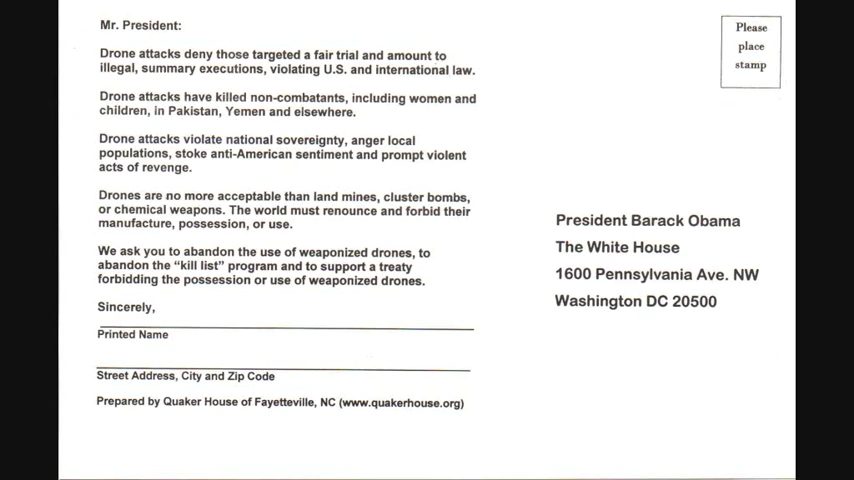 Mr. President:
Drone attacks deny those targeted a fair trial and amount to
illegal, summary executions, violating U.S. and international law.
Drone attacks have killed non-combatants, including women and
children, in Pakistan, Yemen and elsewhere.
Drone attacks violate national sovereignty, anger local
populations, stoke anti-American sentiment and prompt violent
acts of revenge.
Drones are no more acceptable than land mines, cluster bombs,
or chemical weapons. The world must renounce and forbid their
manufacture, possession, or use.
We ask you to abandon the use of weaponized drones, to
abandon the “kill list” program and to support a treaty
forbidding the possession or use of weaponized drones.
Sincerely,
Printed Name
Street Address, City and Zip Code
Prepared by Quaker House of Fayetteville, NC (www.quakerhouse.org)
Please
place
stamp
President Barack Obama
The White House
1600 Pennsylvania Ave. NW
Washington DC 20500